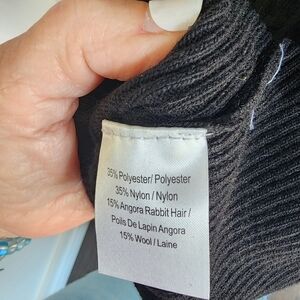 35% Polyester/ Polyester
35% Nylon / Nylon
15% Angora Rabbit Hair /
Poils De Lapin Angora
15% Wool / Laine